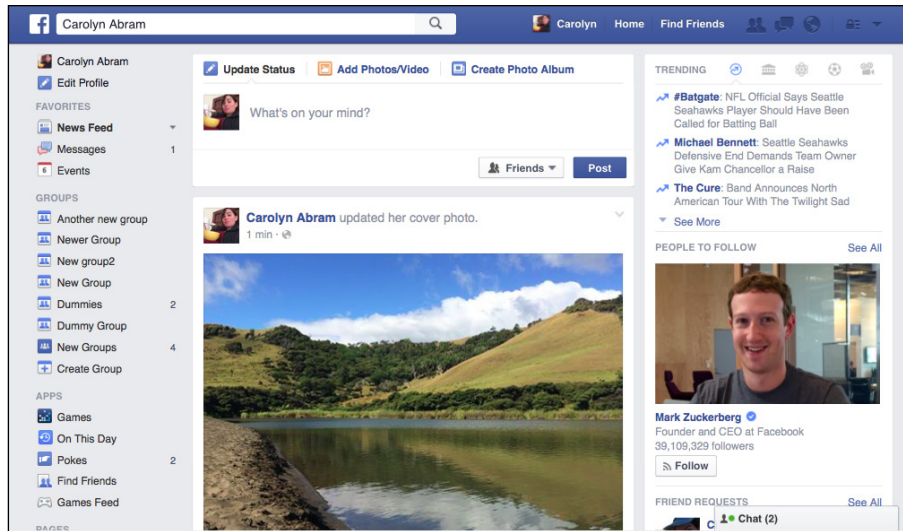 f
Carolyn Abram
Carolyn Home Find Friends
Carolyn Abram
Edit Profile
FAVORITES
News Feed
Messages 1
6 Events
GROUPS
Another new group
Newer Group
New group2
New Group
Dummies 2
Dummy Group
New Groups 4
Create Group
APPS
Games
On This Day
Pokes 2
Find Friends
Games Feed
PAGES
Update Status Add Photos/Video Create Photo Album
What's on your mind?
Friends Post
Carolyn Abram updated her cover photo.
1 min ·
TRENDING
#Batgate: NFL Official Says Seattle
Seahawks Player Should Have Been
Called for Batting Ball
Michael Bennett: Seattle Seahawks
Defensive End Demands Team Owner
Give Kam Chancellor a Raise
The Cure: Band Announces North
American Tour With The Twilight Sad
See More
PEOPLE TO FOLLOW See All
Mark Zuckerberg
Founder and CEO at Facebook
39,109,329 followers
Follow
FRIEND REQUESTS See All
C
Chat (2)